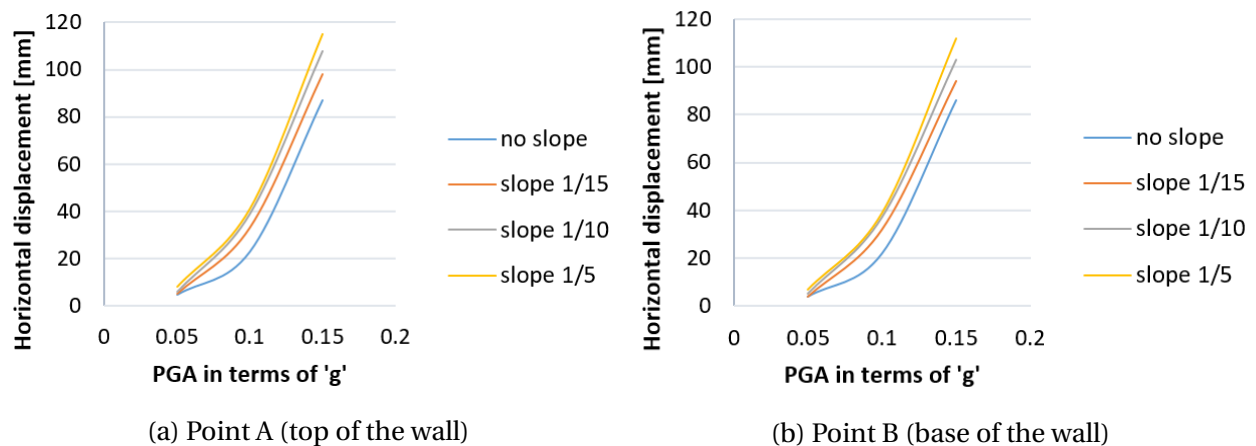 Horizontal displacement [mm]
120
100
80
60
40
20
0
0 0.05 0.1 0.15 0.2
PGA in terms of 'g'
no slope
slope 1/15
slope 1/10
slope 1/5
(a) Point A (top of the wall)
Horizontal displacement [mm]
120
100
80
60
40
20
0
0 0.05 0.1 0.15 0.2
PGA in terms of 'g'
no slope
slope 1/15
slope 1/10
slope 1/5
(b) Point B (base of the wall)